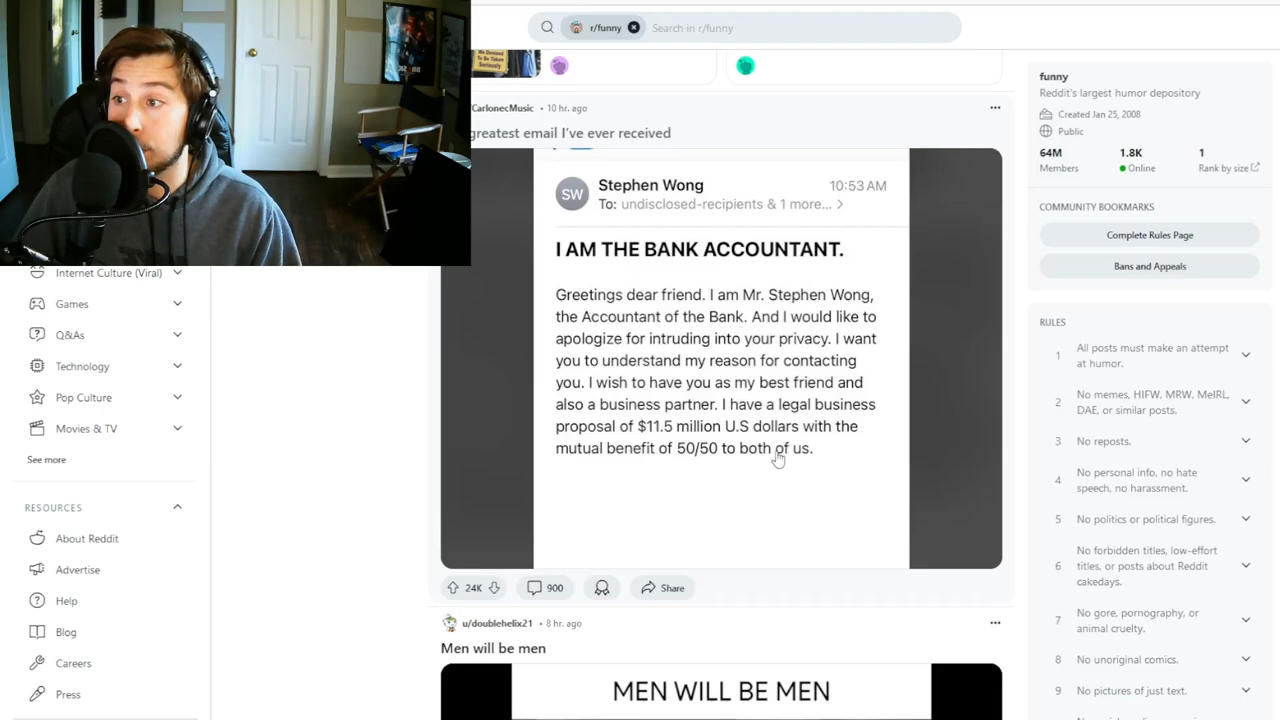 r/funny
Search in r/funny
CarlonecMusic • 10 hr. ago
greatest email I've ever received
SW
Stephen Wong
10:53 AM
To: undisclosed-recipients & 1 more...
I AM THE BANK ACCOUNTANT.
Greetings dear friend. I am Mr. Stephen Wong,
the Accountant of the Bank. And I would like to
apologize for intruding into your privacy. I want
you to understand my reason for contacting
you. I wish to have you as my best friend and
also a business partner. I have a legal business
proposal of $11.5 million U.S dollars with the
mutual benefit of 50/50 to both of us.
24K
900
Share
u/doublehelix21 • 8 hr. ago
Men will be men
MEN WILL BE MEN
Internet Culture (Viral)
Games
Q&As
Technology
Pop Culture
Movies & TV
See more
RESOURCES
About Reddit
Advertise
Help
Blog
Careers
Press
funny
Reddit's largest humor depository
Created Jan 25, 2008
Public
64M
1.8K
1
Members
Online
Rank by size
COMMUNITY BOOKMARKS
Complete Rules Page
Bans and Appeals
RULES
1 All posts must make an attempt
at humor.
2 No memes, HIFW, MRW, MeIRL,
DAE, or similar posts.
3 No reposts.
4 No personal info, no hate
speech, no harassment.
5 No politics or political figures.
6 No forbidden titles, low-effort
titles, or posts about Reddit
cakedays.
7 No gore, pornography, or
animal cruelty.
8 No unoriginal comics.
9 No pictures of just text.